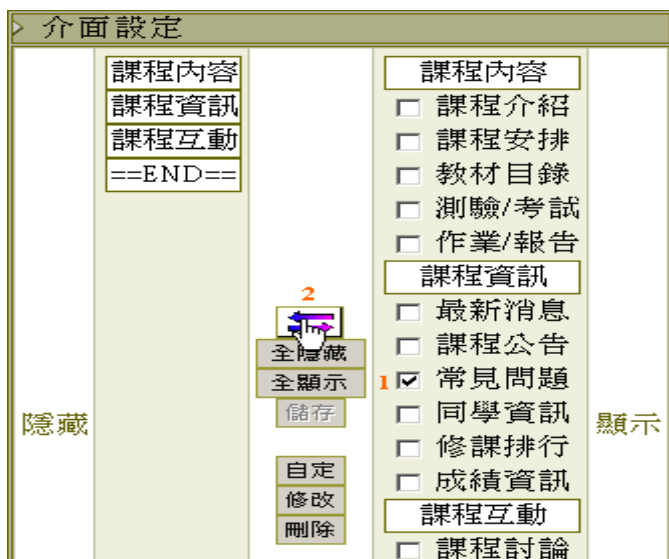 介面設定
隱藏
課程內容
課程資訊
課程互動
==END==
2
全隱藏
全顯示
儲存
自定
修改
刪除
課程內容
課程介紹
課程安排
教材目錄
測驗/考試
作業/報告
課程資訊
最新消息
課程公告
1
常見問題
同學資訊
修課排行
成績資訊
課程互動
課程討論
顯示